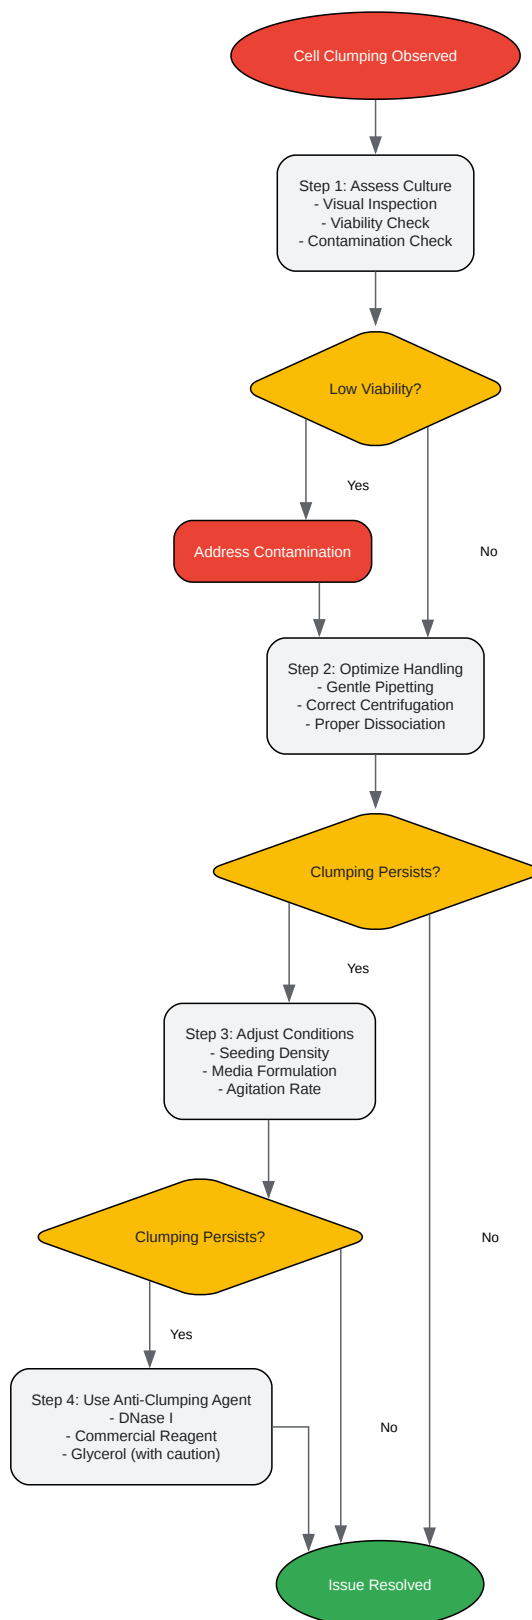 Cell Clumping Observed
Step 1: Assess Culture
- Visual Inspection
- Viability Check
- Contamination Check
Low Viability?
Yes
Address Contamination
No
Step 2: Optimize Handling
- Gentle Pipetting
- Correct Centrifugation
- Proper Dissociation
Clumping Persists?
Yes
Step 3: Adjust Conditions
- Seeding Density
- Media Formulation
- Agitation Rate
Clumping Persists?
No
Yes
Step 4: Use Anti-Clumping Agent
- DNase I
- Commercial Reagent
- Glycerol (with caution)
No
Issue Resolved